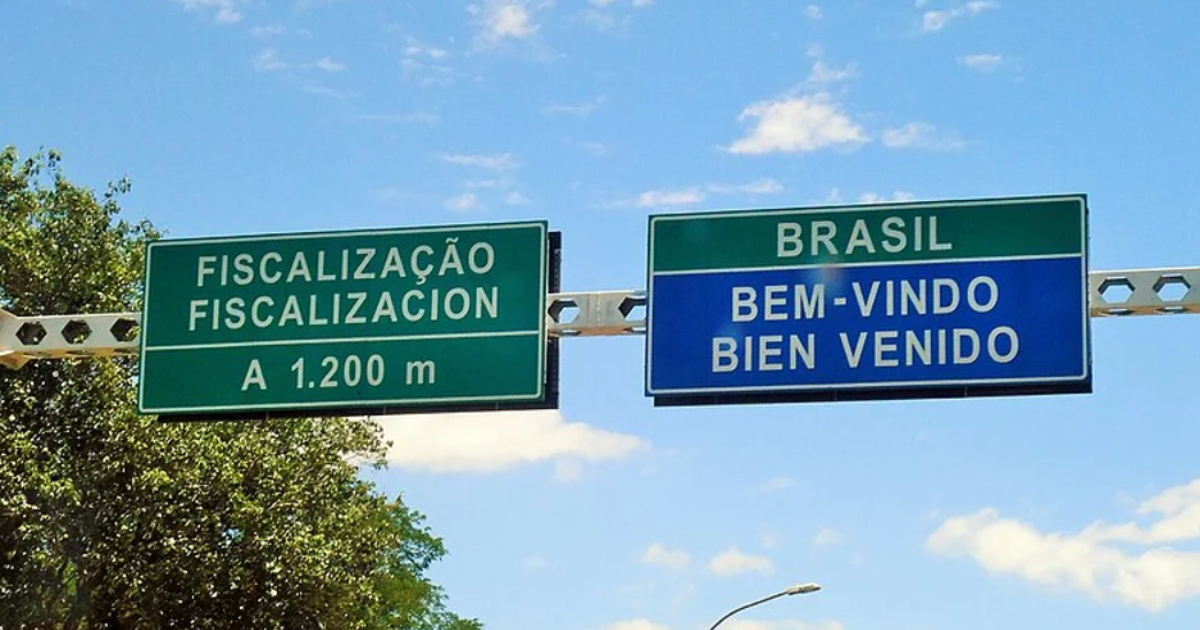 FISCALIZAÇÃO
FISCALIZACION
A 1.200 m
BRASIL
BEM-VINDO
BIEN VENIDO